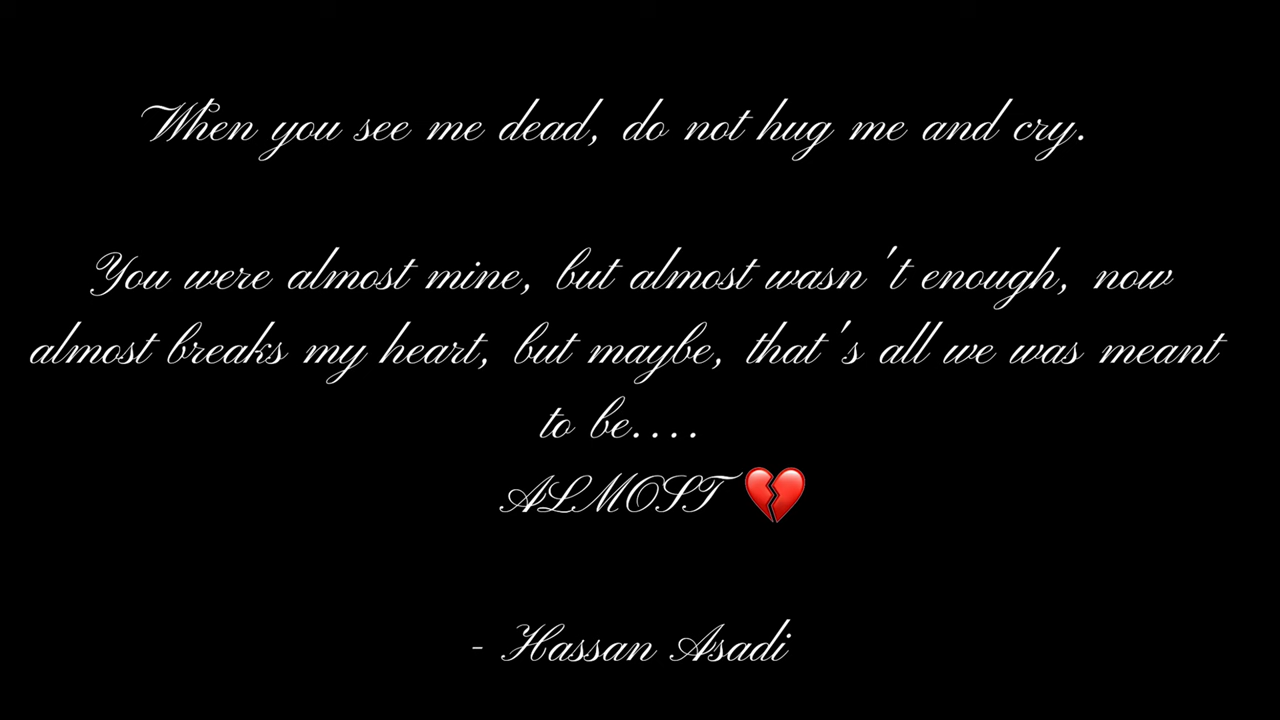 When you see me dead, do not hug me and cry.
You were almost mine, but almost wasn't enough, now
almost breaks my heart, but maybe, that's all we was meant
to be....
ALMOST 💔
- Hassan Asadi